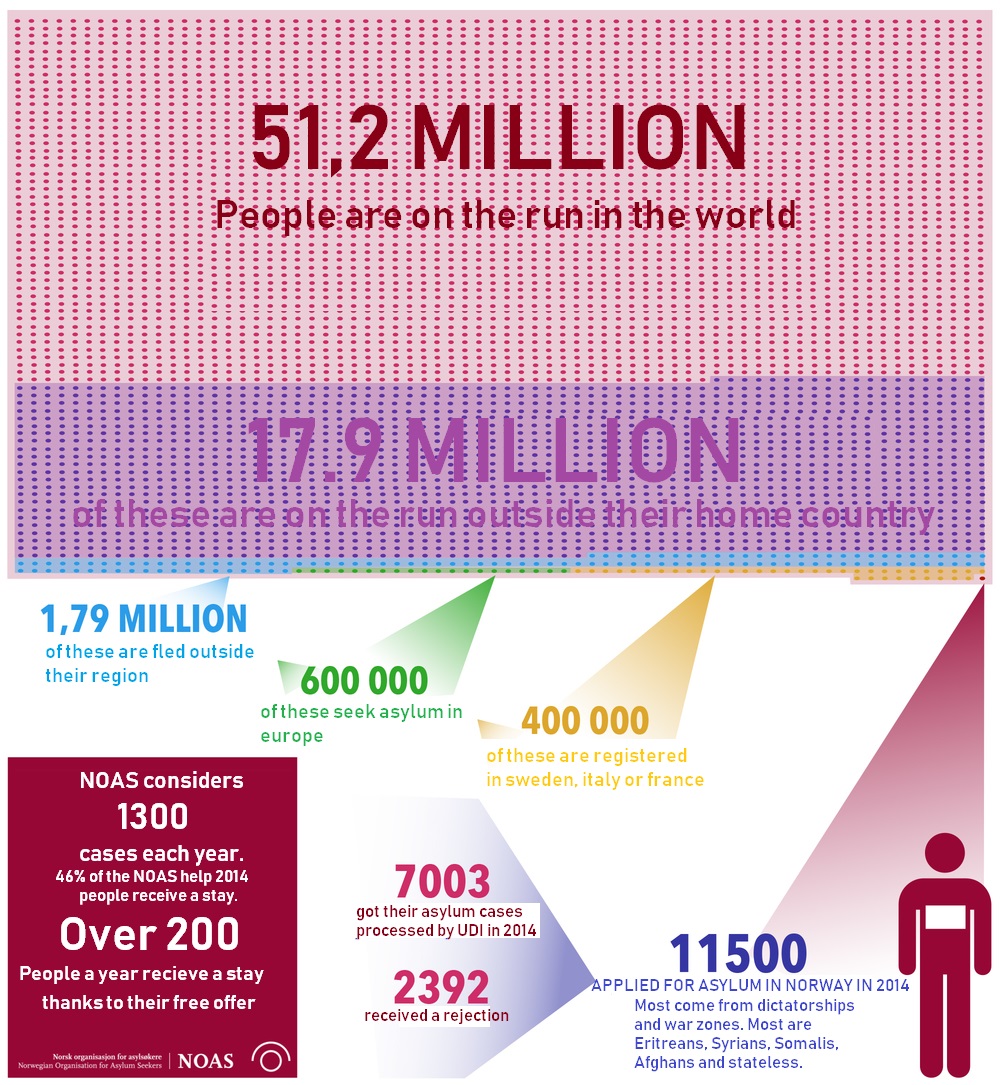 51,2 MILLION
People are on the run in the world
17.9 MILLION
of these are on the run outside their home country
1,79 MILLION
of these are fled outside
their region
600 000
of these seek asylum in
europe
400 000
of these are registered
in sweden, italy or france
NOAS considers
1300
cases each year.
46% of the NOAS help 2014
people receive a stay.
Over 200
People a year recieve a stay
thanks to their free offer
Norsk organisasjon for asylsøkere
Norwegian Organisation for Asylum Seekers
NOAS
7003
got their asylum cases
processed by UDI in 2014
2392
received a rejection
11500
APPLIED FOR ASYLUM IN NORWAY IN 2014
Most come from dictatorships
and war zones. Most are
Eritreans, Syrians, Somalis,
Afghans and stateless.